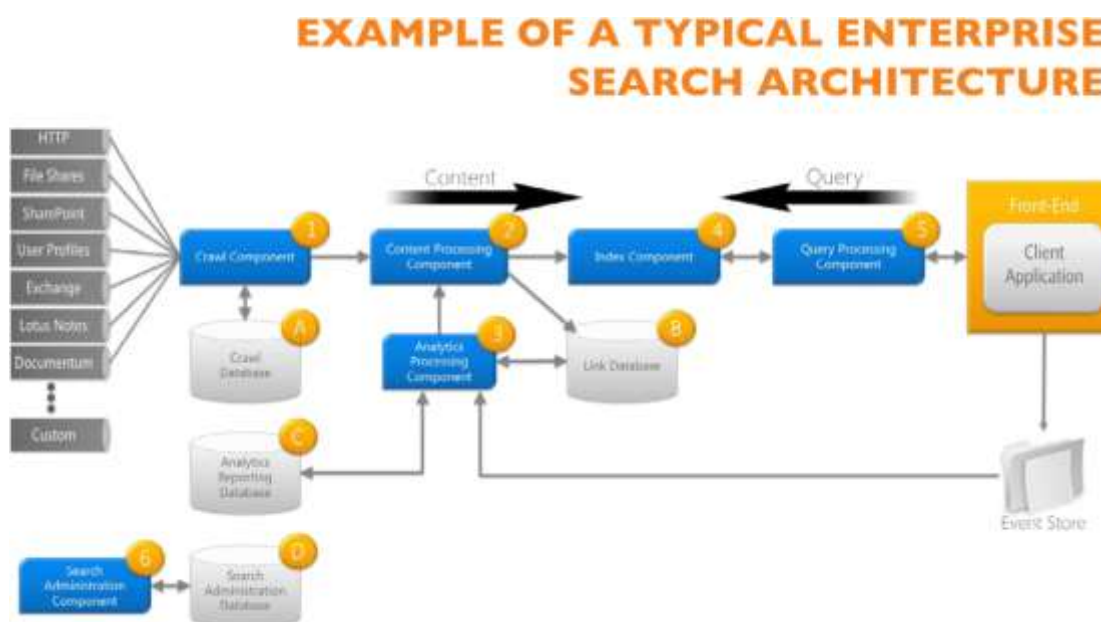 EXAMPLE OF A TYPICAL ENTERPRISE
SEARCH ARCHITECTURE
HTTP
File Shares
SharePoint
User Profiles
Exchange
Lotus Notes
Documentum
Custom
Content
Query
1
Crawl Component
2
Content Processing
Component
4
Index Component
5
Query Processing
Component
Front-End
Client
Application
A
Crawl
Database
3
Analytics
Processing
Component
B
Link Database
C
Analytics
Reporting
Database
Event Store
6
Search
Administration
Component
D
Search
Administration
Database